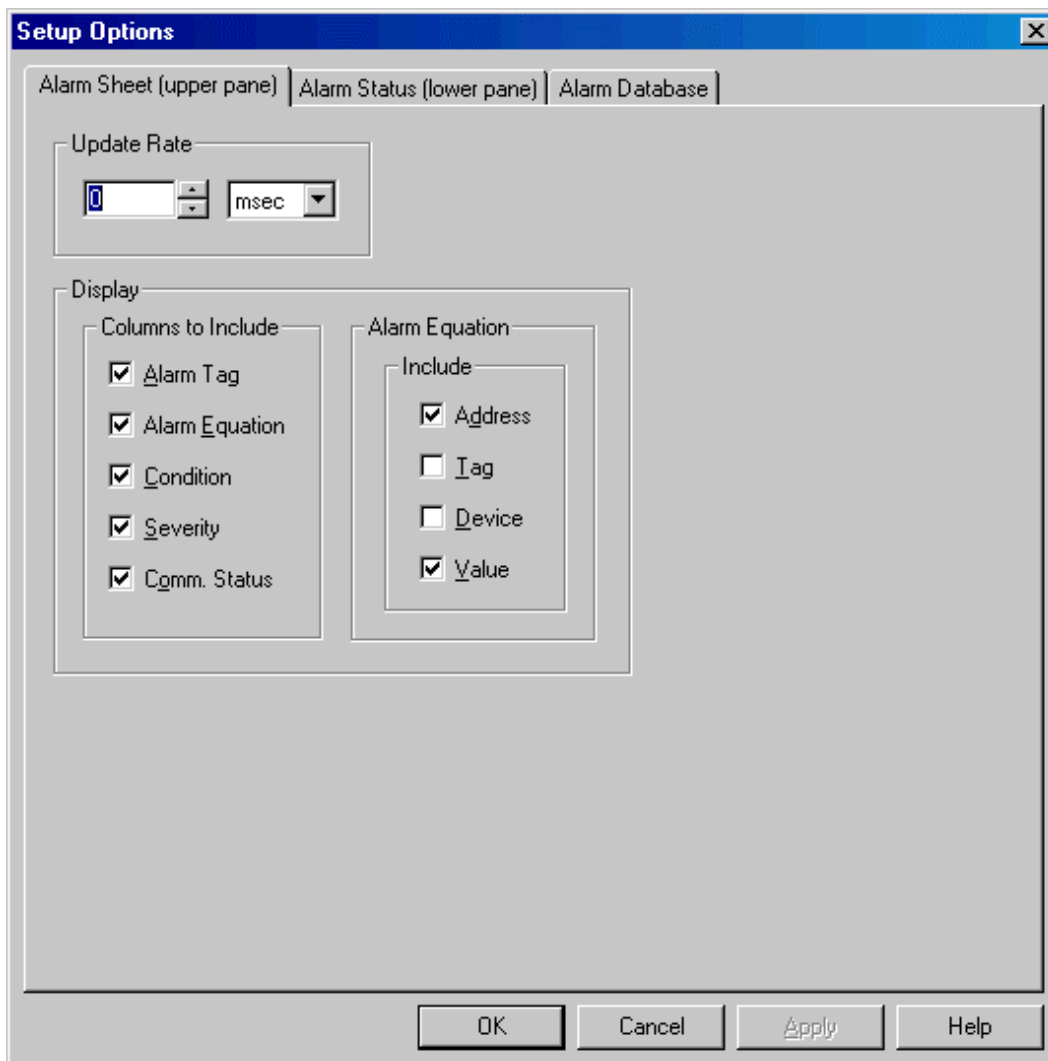 Setup Options
Alarm Sheet (upper pane) Alarm Status (lower pane) Alarm Database
Update Rate
0 msec
Display
Columns to Include
Alarm Tag
Alarm Equation
Condition
Severity
Comm. Status
Alarm Equation
Include
Address
Tag
Device
Value
OK Cancel Apply Help